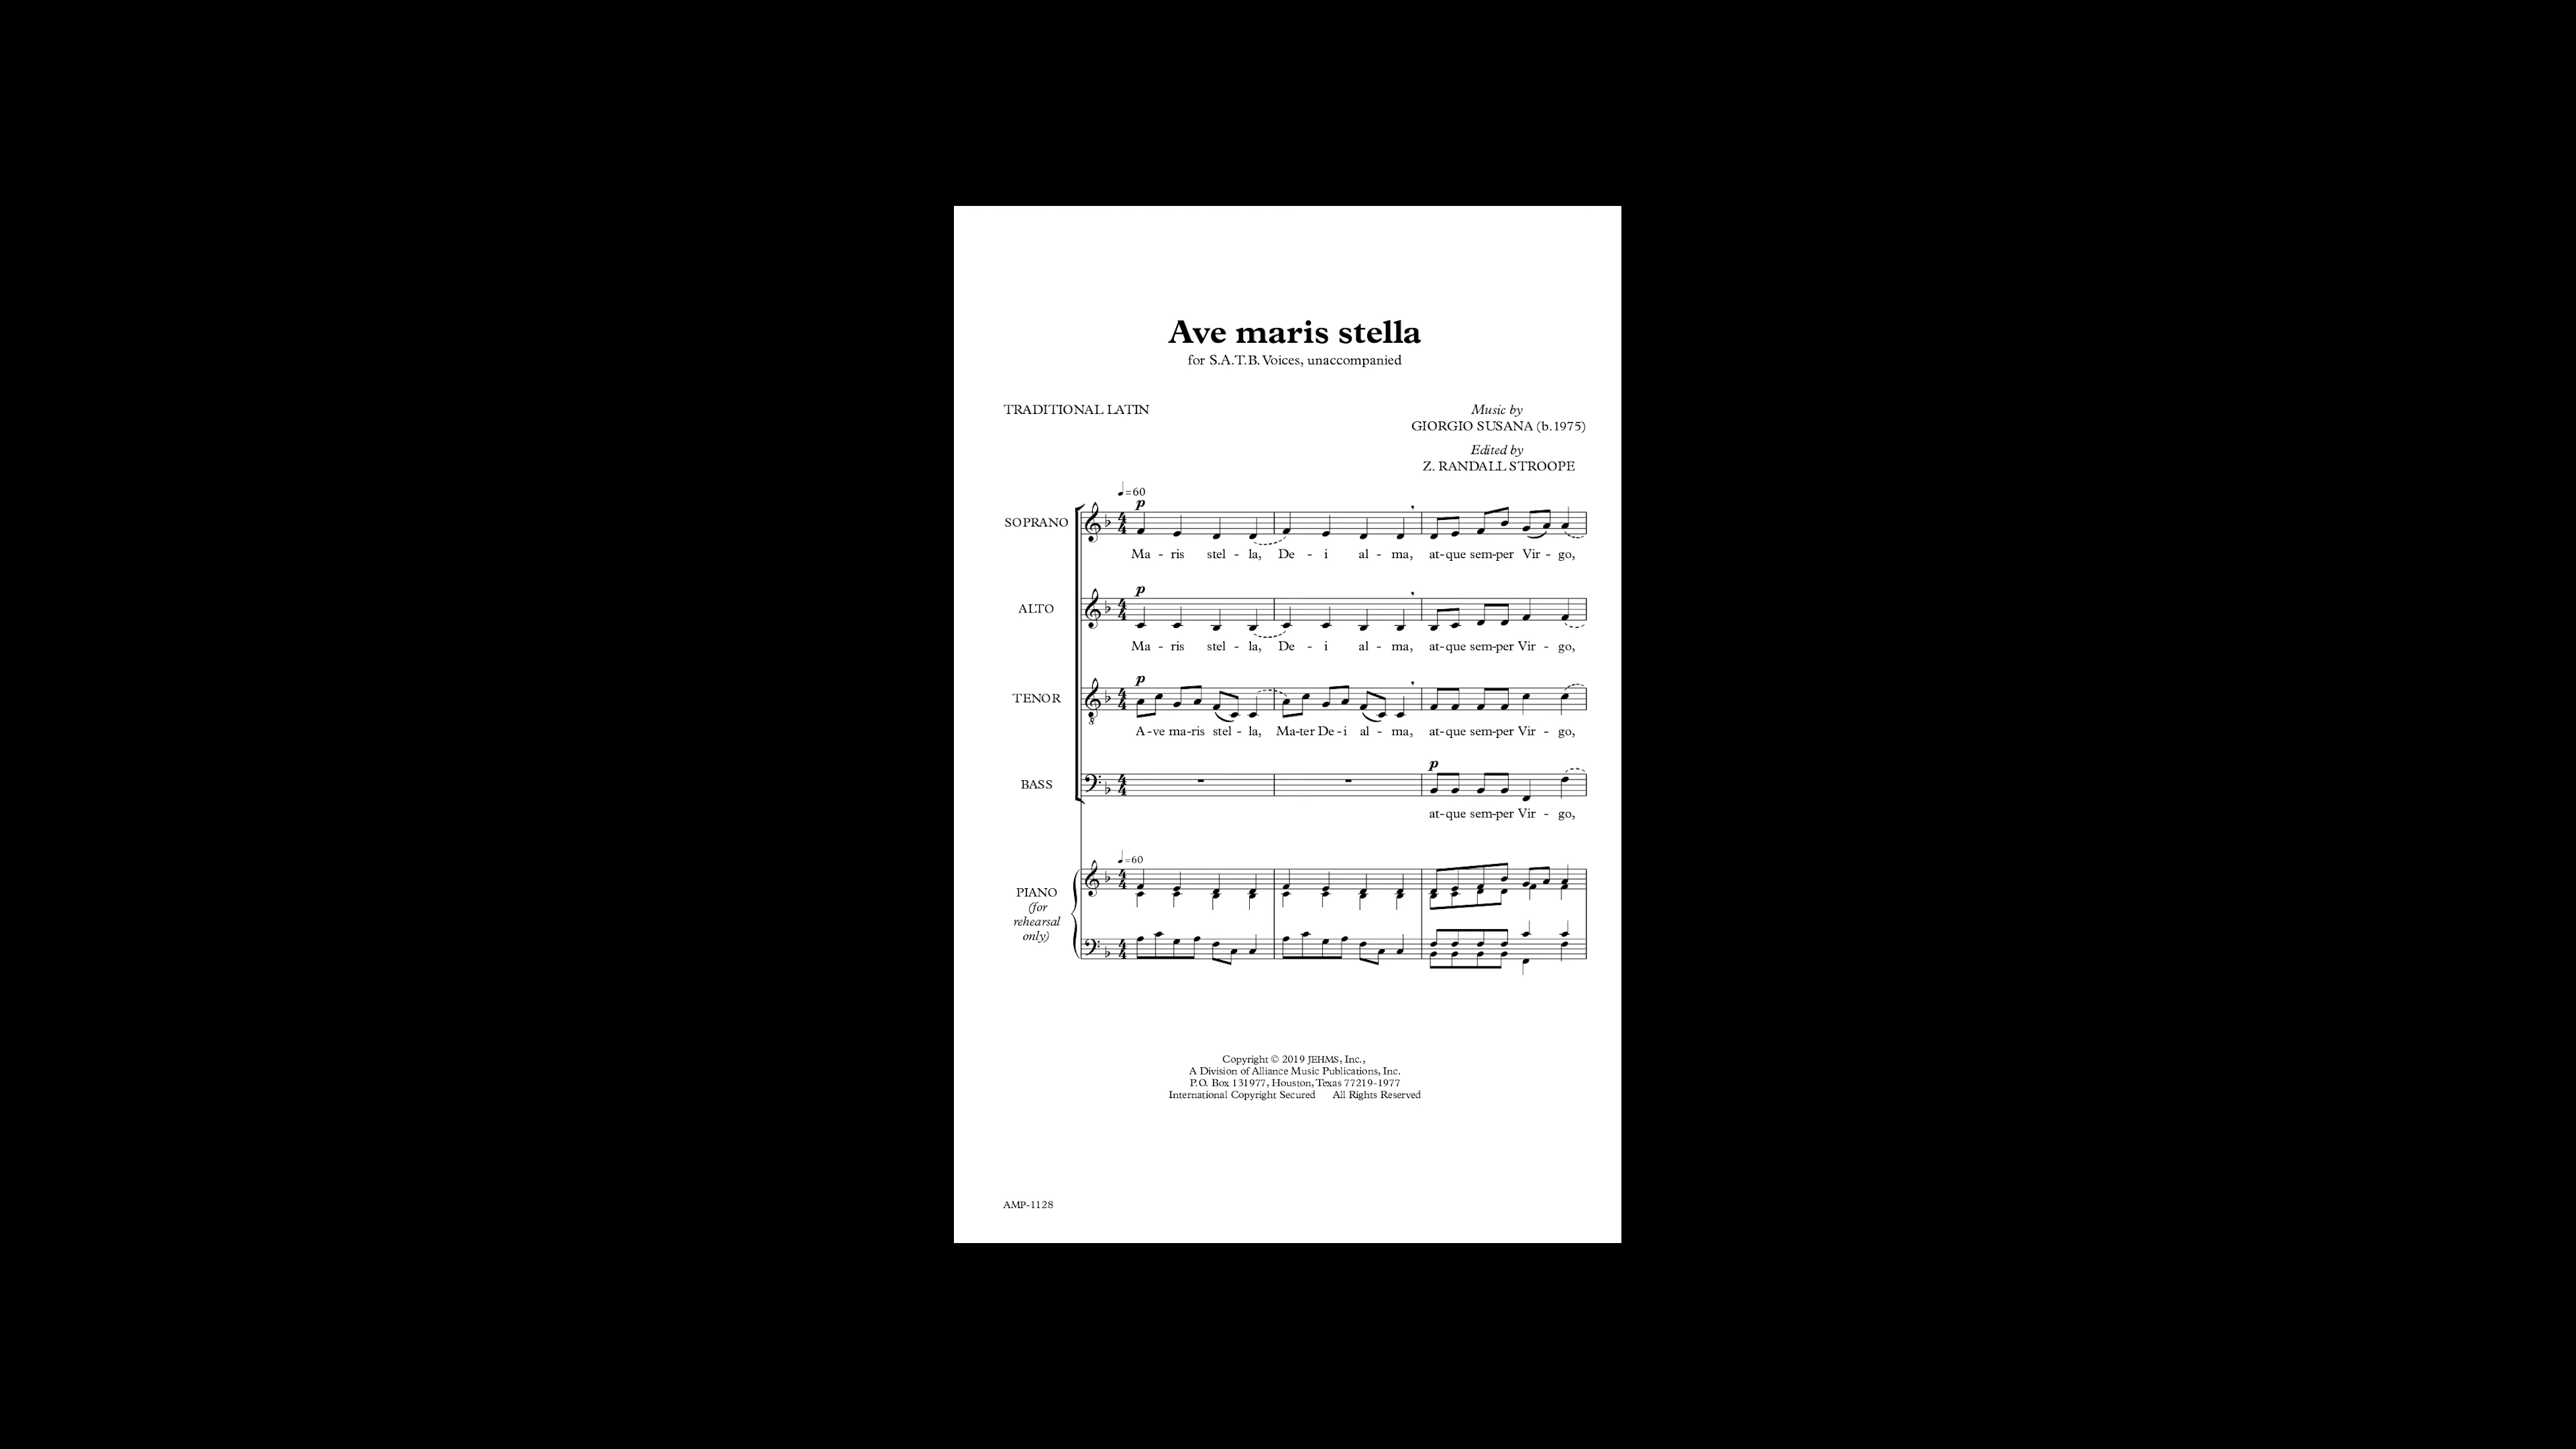 Ave maris stella
for S.A.T.B. Voices, unaccompanied
TRADITIONAL LATIN
Music by
GIORGIO SUSANA (b.1975)
Edited by
Z. RANDALL STROOPE
♩=60
p
SOPRANO
Ma - ris stel - la, De - i al - ma, at-que sem-per Vir - go,
p
ALTO
Ma - ris stel - la, De - i al - ma, at-que sem-per Vir - go,
p
TENOR
8
A-ve ma-ris stel - la, Ma-ter De-i al - ma, at-que sem-per Vir - go,
p
BASS
at-que sem-per Vir - go,
♩=60
PIANO
(for
rehearsal
only)
Copyright © 2019 JEHMS, Inc.,
A Division of Alliance Music Publications, Inc.
P.O. Box 131977, Houston, Texas 77219-1977
International Copyright Secured All Rights Reserved
AMP-1128